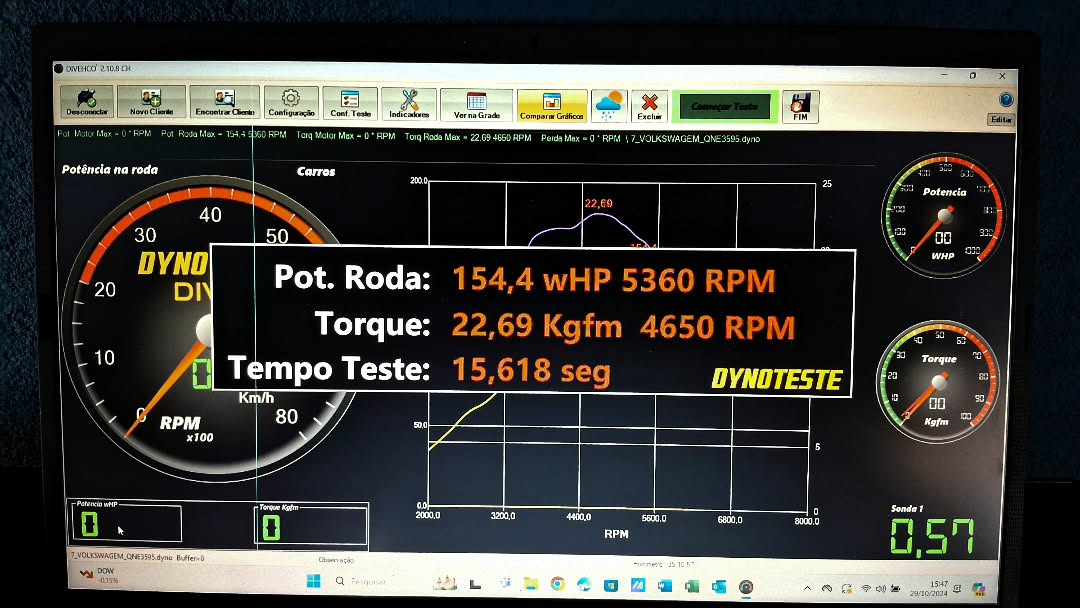 DIVEHCO 2.10.8 CH
Desconectar
Novo Cliente
Encontrar Cliente
Configuração
Conf. Teste
Indicadores
Ver na Grade
Comparar Gráficos
Excluir
Começar Teste
FIM
Editar
Pot Motor Max = 0 * RPM Pot Roda Max = 154,4 5360 RPM Torq Motor Max = 0 * RPM Torq Roda Max = 22.69 4650 RPM Perda Max = 0 * RPM \ 7_VOLKSWAGEM_QNE3595.dyno
Potência na roda
Carros
0
10
20
30
40
50
80
DYNO
DIV
RPM
x100
Km/h
200.0
25
22,69
154,4
Pot. Roda: 154,4 wHP 5360 RPM
Torque: 22,69 Kgfm 4650 RPM
Tempo Teste: 15,618 seg
DYNOTESTE
50,0
5
0,0
0
2000,0
3200,0
4400,0
5600,0
6800,0
8000,0
RPM
Potencia
00
WHP
Torque
00
Kgfm
Potencia wHP
0
Torque Kgfm
0
Sonda 1
0,57
7_VOLKSWAGEM_QNE3595.dyno Buffer=0
Observação
DOW
-0,15%
Pesquisar
15:47
29/10/2024